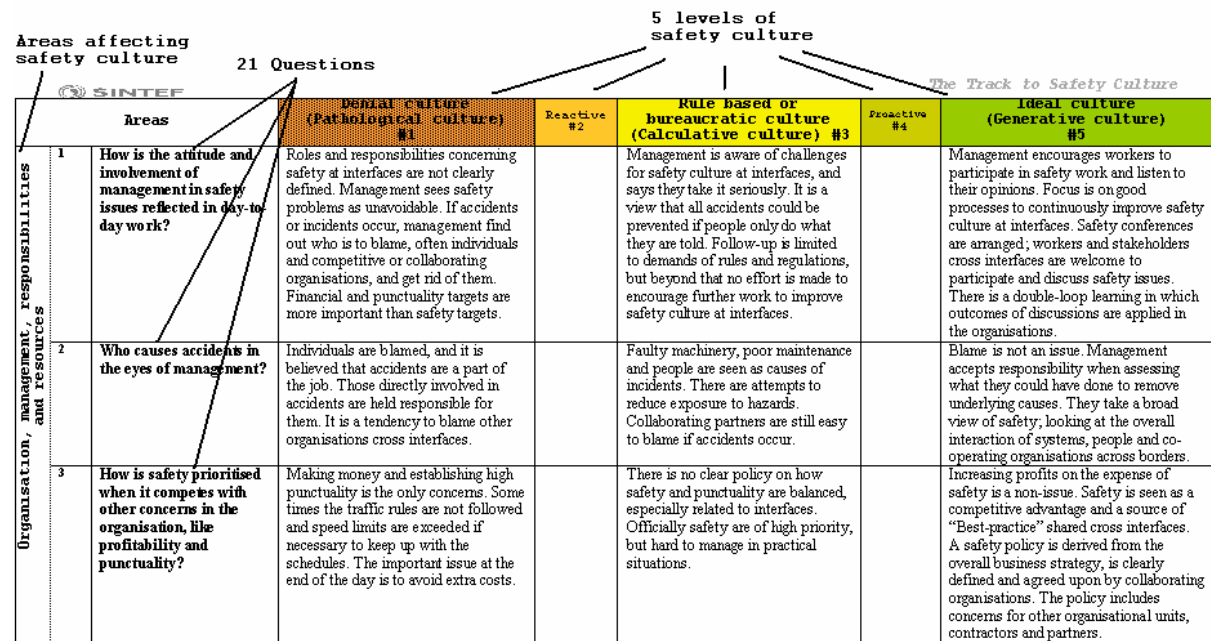 5 levels of
safety culture
Areas affecting
safety culture
21 Questions
SINTEF
The Track to Safety Culture
Areas
Denial culture
(Pathological culture)
#1
Reactive
#2
Rule based or
bureaucratic culture
(Calculative culture) #3
Proactive
#4
Ideal culture
(Generative culture)
#5
Organisation, management, responsibilities
and resources
1
How is the attitude and
involvement of
management in safety
issues reflected in day-to-
day work?
Roles and responsibilities concerning
safety at interfaces are not clearly
defined. Management sees safety
problems as unavoidable. If accidents
or incidents occur, management find
out who is to blame, often individuals
and competitive or collaborating
organisations, and get rid of them.
Financial and punctuality targets are
more important than safety targets.
Management is aware of challenges
for safety culture at interfaces, and
says they take it seriously. It is a
view that all accidents could be
prevented if people only do what
they are told. Follow-up is limited
to demands of rules and regulations,
but beyond that no effort is made to
encourage further work to improve
safety culture at interfaces.
Management encourages workers to
participate in safety work and listen to
their opinions. Focus is on good
processes to continuously improve safety
culture at interfaces. Safety conferences
are arranged; workers and stakeholders
cross interfaces are welcome to
participate and discuss safety issues.
There is a double-loop learning in which
outcomes of discussions are applied in
the organisations.
2
Who causes accidents in
the eyes of management?
Individuals are blamed, and it is
believed that accidents are a part of
the job. Those directly involved in
accidents are held responsible for
them. It is a tendency to blame other
organisations cross interfaces.
Faulty machinery, poor maintenance
and people are seen as causes of
incidents. There are attempts to
reduce exposure to hazards.
Collaborating partners are still easy
to blame if accidents occur.
Blame is not an issue. Management
accepts responsibility when assessing
what they could have done to remove
underlying causes. They take a broad
view of safety; looking at the overall
interaction of systems, people and co-
operating organisations across borders.
3
How is safety prioritised
when it competes with
other concerns in the
organisation, like
profitability and
punctuality?
Making money and establishing high
punctuality is the only concerns. Some
times the traffic rules are not followed
and speed limits are exceeded if
necessary to keep up with the
schedules. The important issue at the
end of the day is to avoid extra costs.
There is no clear policy on how
safety and punctuality are balanced,
especially related to interfaces.
Officially safety are of high priority,
but hard to manage in practical
situations.
Increasing profits on the expense of
safety is a non-issue. Safety is seen as a
competitive advantage and a source of
“Best-practice” shared cross interfaces.
A safety policy is derived from the
overall business strategy, is clearly
defined and agreed upon by collaborating
organisations. The policy includes
concerns for other organisational units,
contractors and partners.